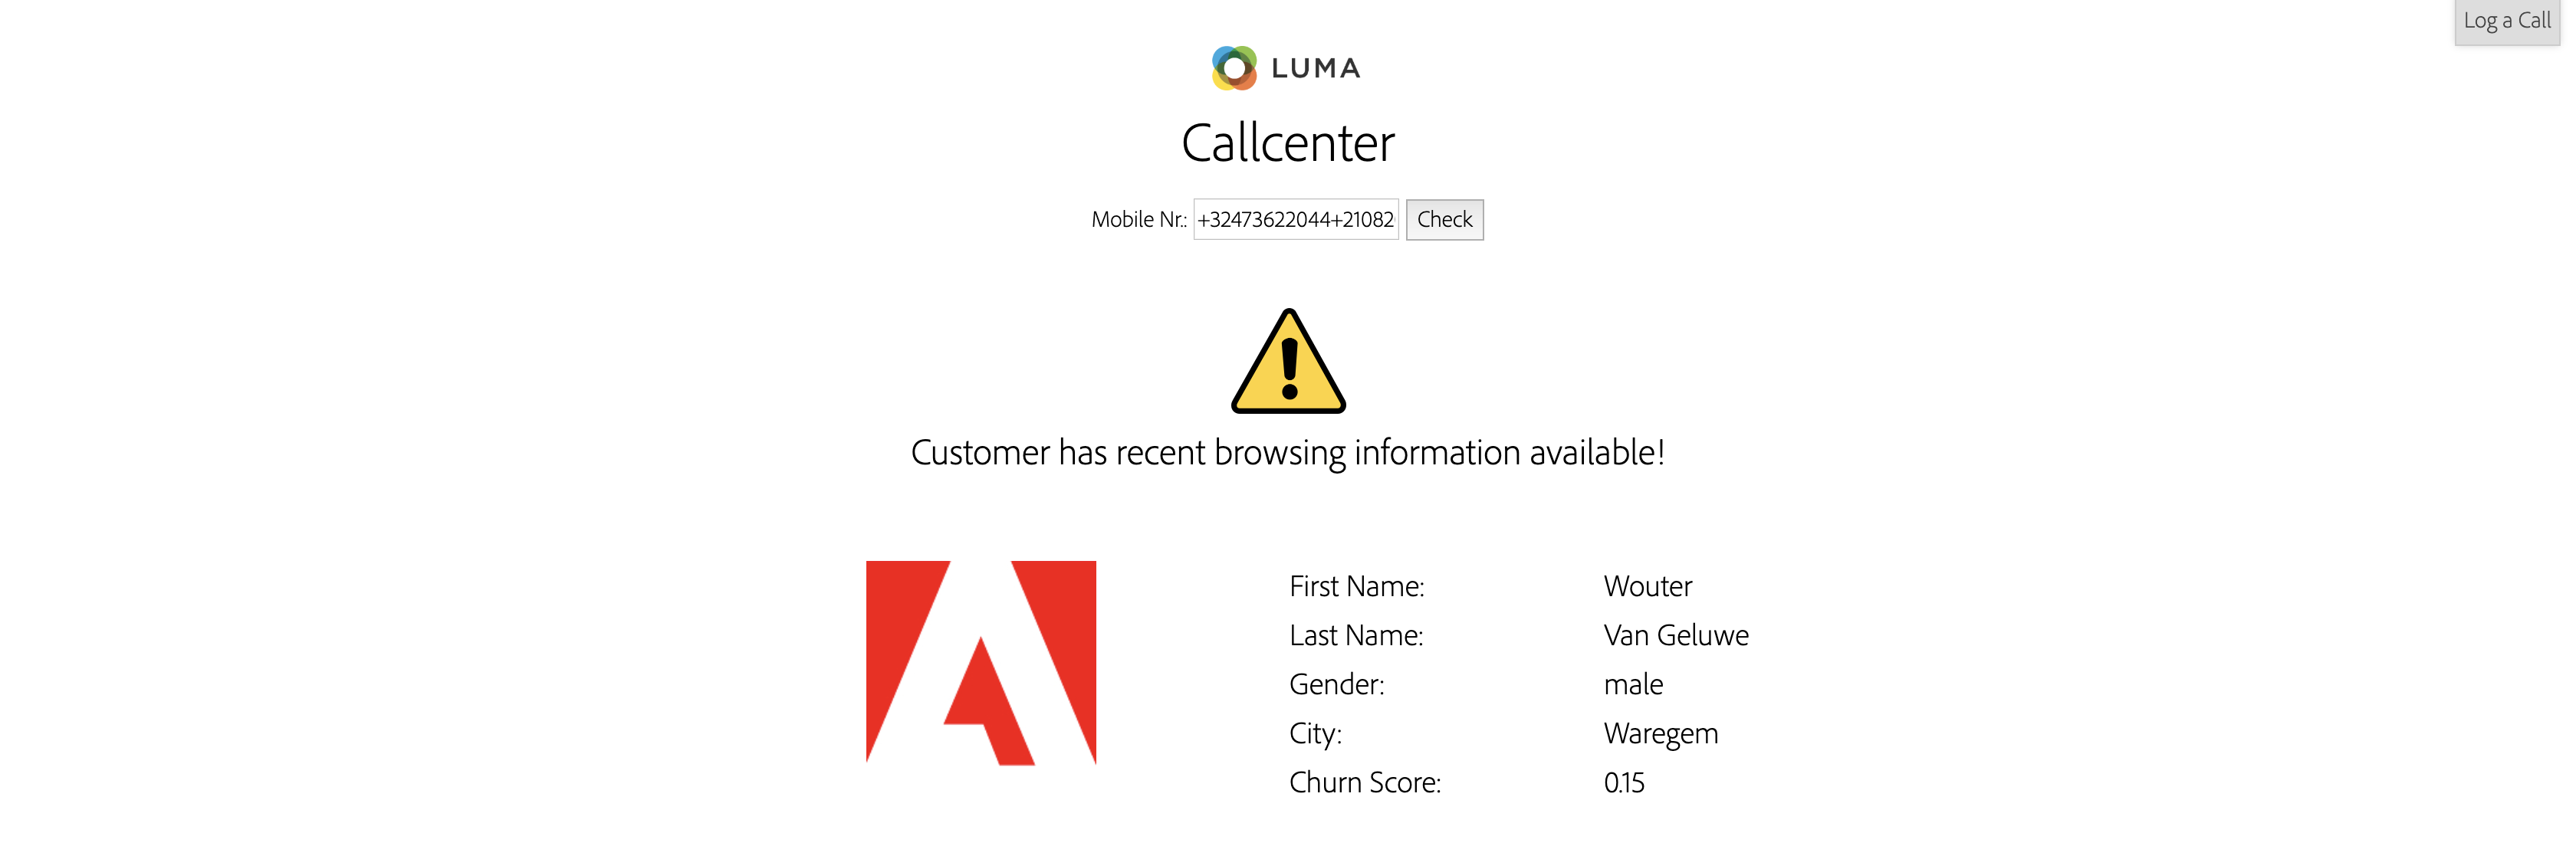 Log a Call
LUMA
Callcenter
Mobile Nr.: +32473622044+21082 Check
Customer has recent browsing information available!
First Name: Wouter
Last Name: Van Geluwe
Gender: male
City: Waregem
Churn Score: 0.15